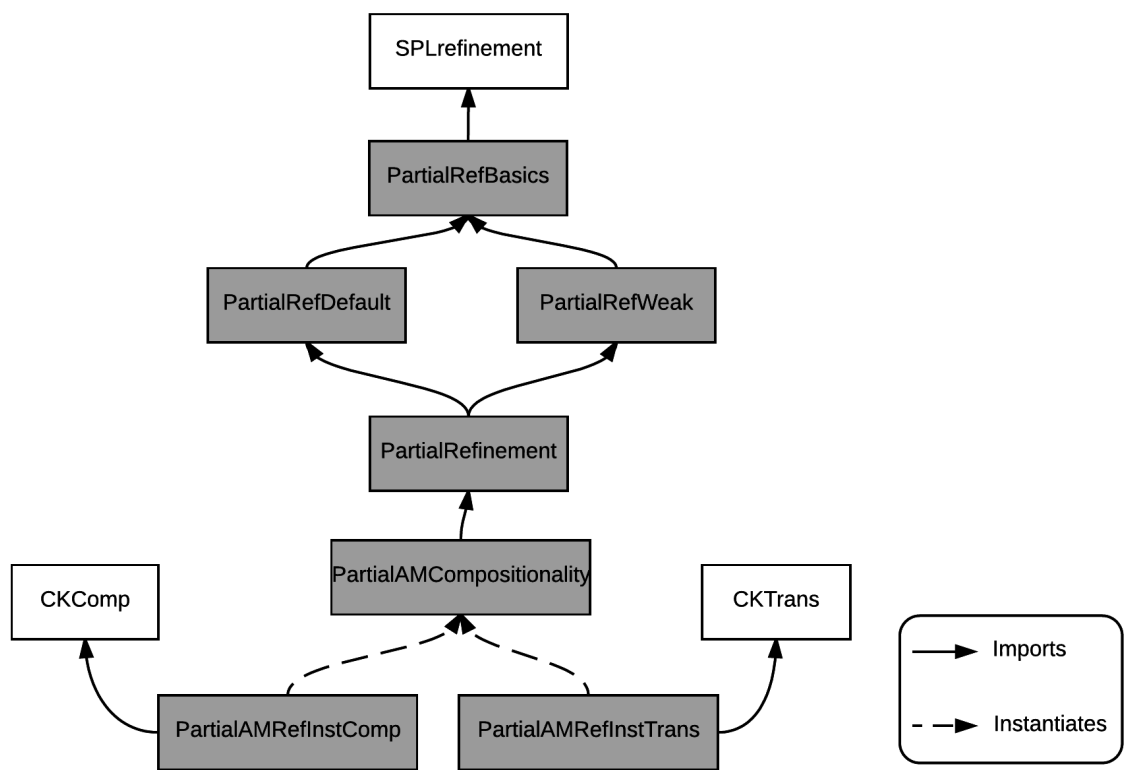 SPLrefinement
PartialRefBasics
PartialRefDefault
PartialRefWeak
PartialRefinement
PartialAMCompositionality
CKComp
CKTrans
Imports
PartialAMRefInstComp
PartialAMRefInstTrans
Instantiates